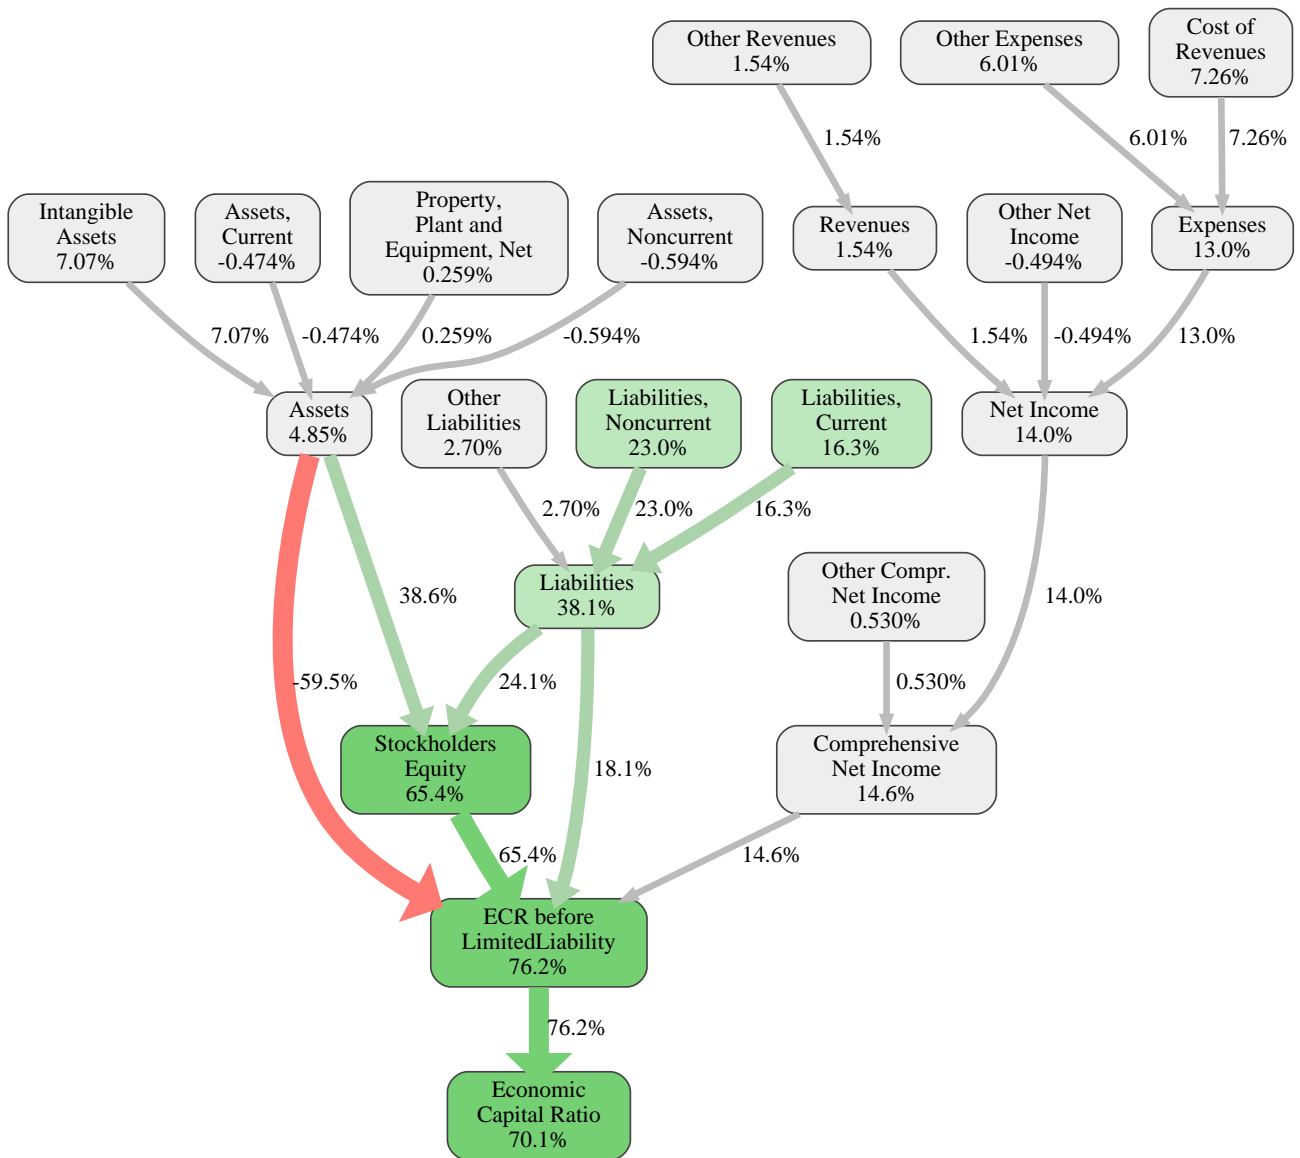 Other Revenues
1.54%
Other Expenses
6.01%
Cost of
Revenues
7.26%
1.54%
6.01%
7.26%
Intangible
Assets
7.07%
Assets,
Current
-0.474%
Property,
Plant and
Equipment, Net
0.259%
Assets,
Noncurrent
-0.594%
Revenues
1.54%
Other Net
Income
-0.494%
Expenses
13.0%
7.07%
-0.474%
0.259%
-0.594%
1.54%
-0.494%
13.0%
Assets
4.85%
Other
Liabilities
2.70%
Liabilities,
Noncurrent
23.0%
Liabilities,
Current
16.3%
Net Income
14.0%
2.70%
23.0%
16.3%
38.6%
Liabilities
38.1%
Other Compr.
Net Income
0.530%
14.0%
-59.5%
24.1%
0.530%
Stockholders
Equity
65.4%
18.1%
Comprehensive
Net Income
14.6%
65.4%
14.6%
ECR before
LimitedLiability
76.2%
76.2%
Economic
Capital Ratio
70.1%